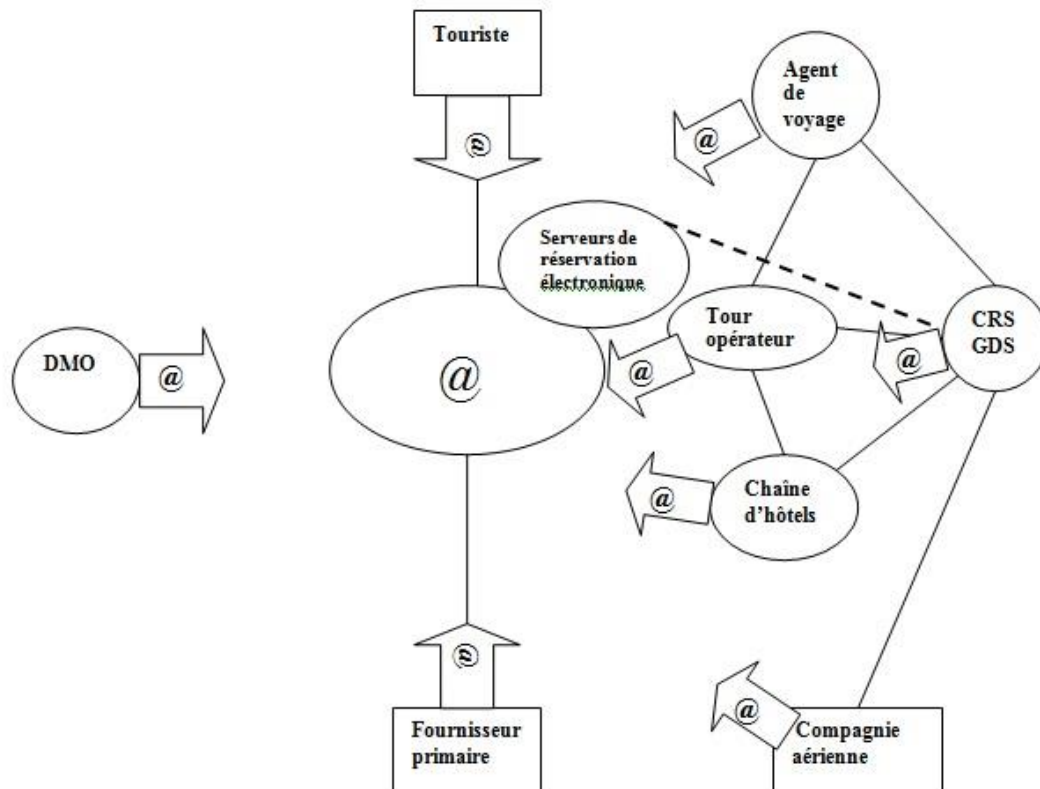 Touriste
@
Agent
de
voyage
@
Serveurs de
réservation
électronique
Tour
opérateur
CRS
GDS
@
DMO
@
@
@
Chaîne
d'hôtels
@
@
Fournisseur
primaire
@
Compagnie
aérienne